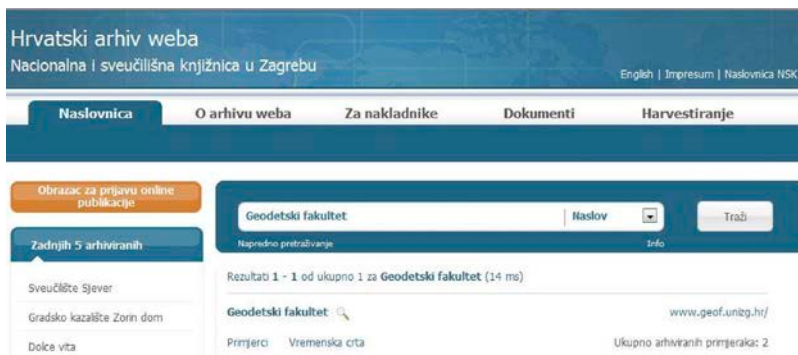 Hrvatski arhiv weba
Nacionalna i sveučilišna knjižnica u Zagrebu
English | Impresum | Naslovnica NSK
Naslovnica O arhivu weba Za nakladnike Dokumenti Harvestiranje
Obrazac za prijavu online
publikacije
Geodetski fakultet | Naslov Traži
Napredno pretraživanje Info
Zadnjih 5 arhiviranih
Rezultati 1 - 1 od ukupno 1 za Geodetski fakultet (14 ms)
Sveučilište Sjever
Geodetski fakultet www.geof.unizg.hr/
Gradsko kazalište Zorin dom
Primjerci Vremenska crta Ukupno arhiviranih primjeraka: 2
Dolce vita